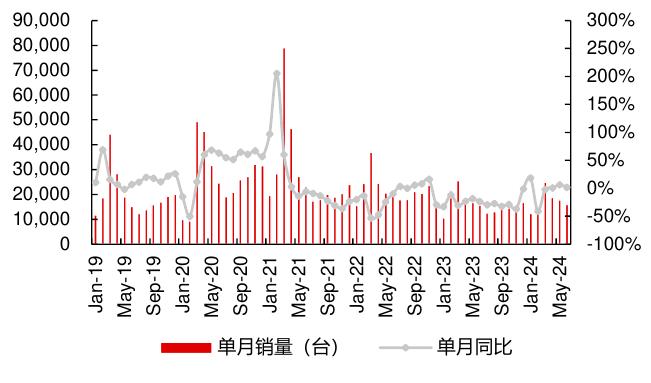 90,000
80,000
70,000
60,000
50,000
40,000
30,000
20,000
10,000
0
300%
250%
200%
150%
100%
50%
0%
-50%
-100%
Jan-19
May-19
Sep-19
Jan-20
May-20
Sep-20
Jan-21
May-21
Sep-21
Jan-22
May-22
Sep-22
Jan-23
May-23
Sep-23
Jan-24
May-24
单月销量（台）
单月同比